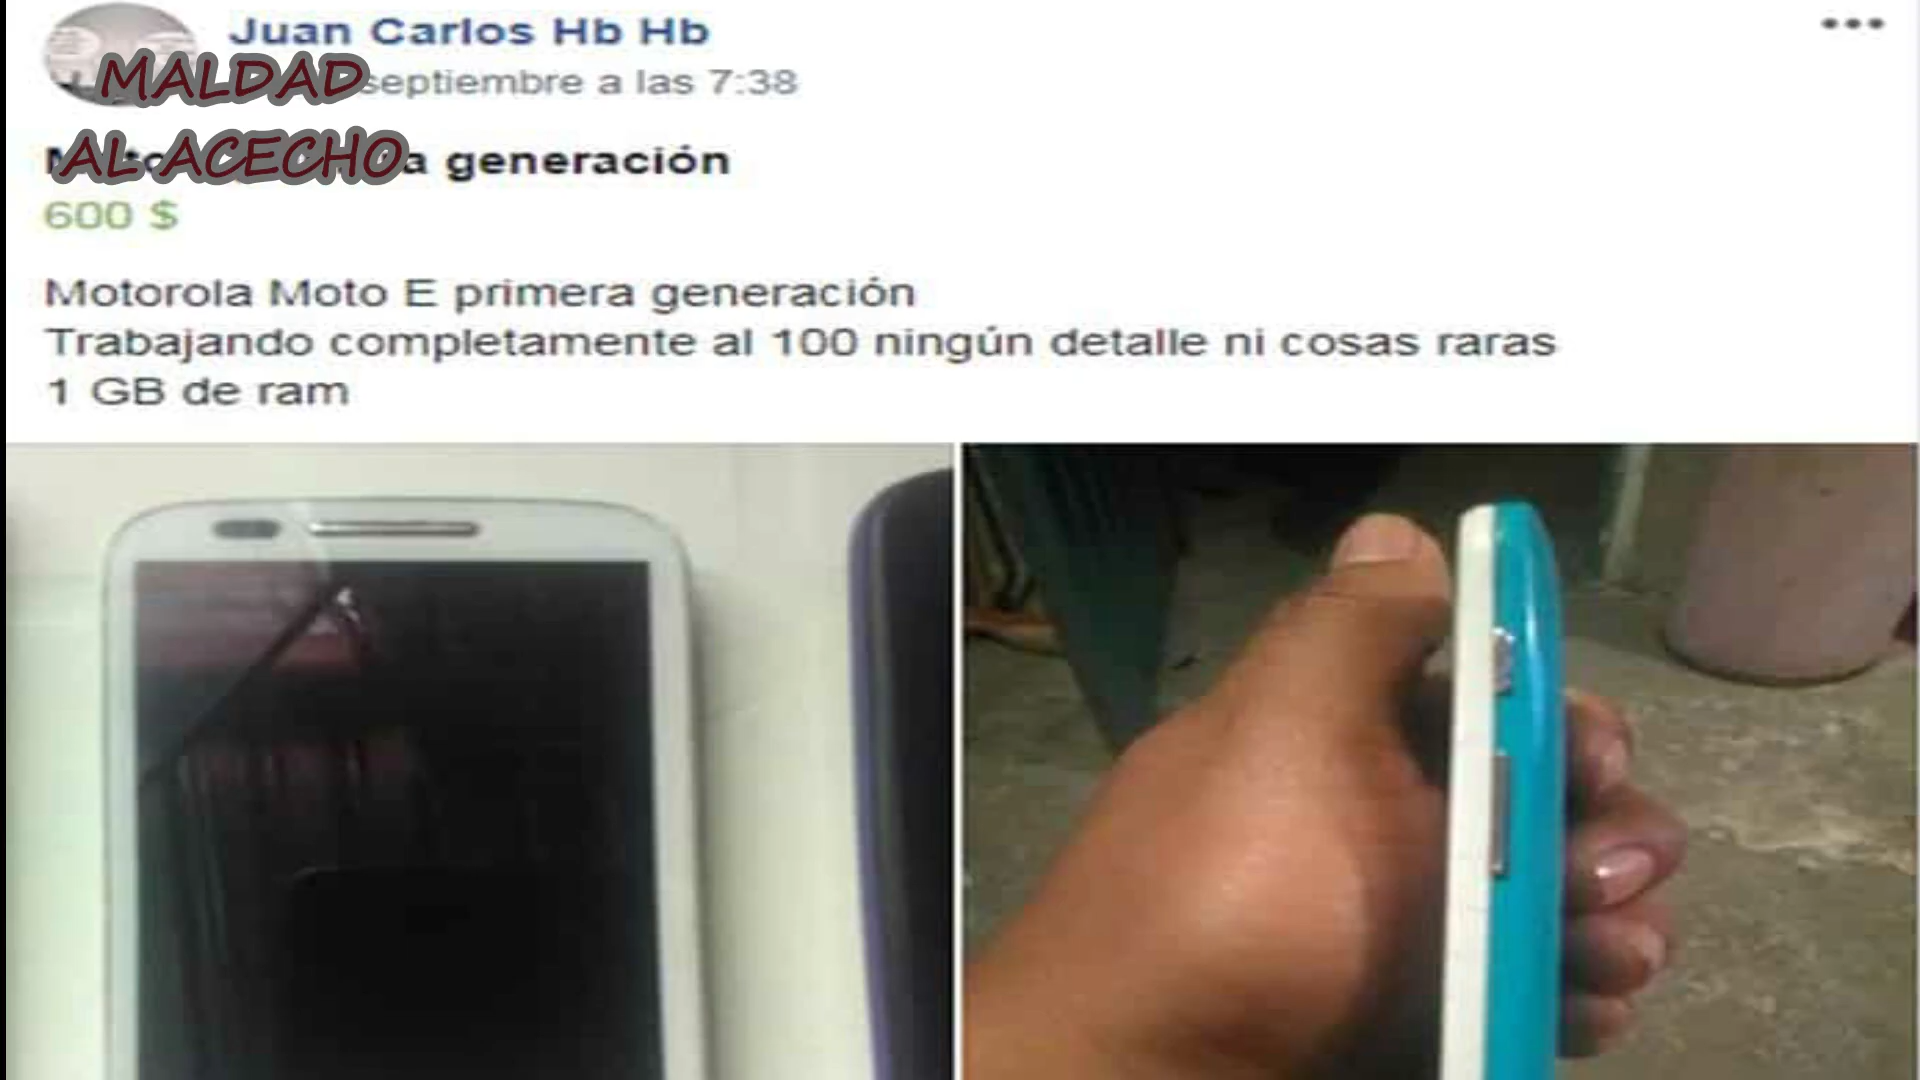 Juan Carlos Hb Hb
MALDAD
septiembre a las 7:38
AL ACECHO
generación
600 $
Motorola Moto E primera generación
Trabajando completamente al 100 ningún detalle ni cosas raras
1 GB de ram